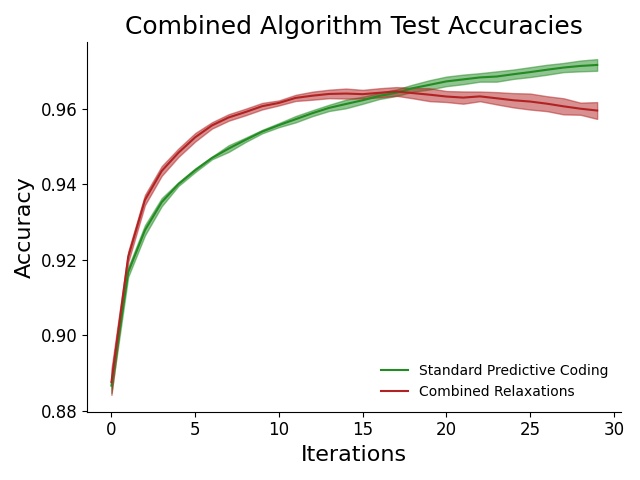 Combined Algorithm Test Accuracies
Accuracy
0.96
0.94
0.92
0.90
0.88
Standard Predictive Coding
Combined Relaxations
0 5 10 15 20 25 30
Iterations